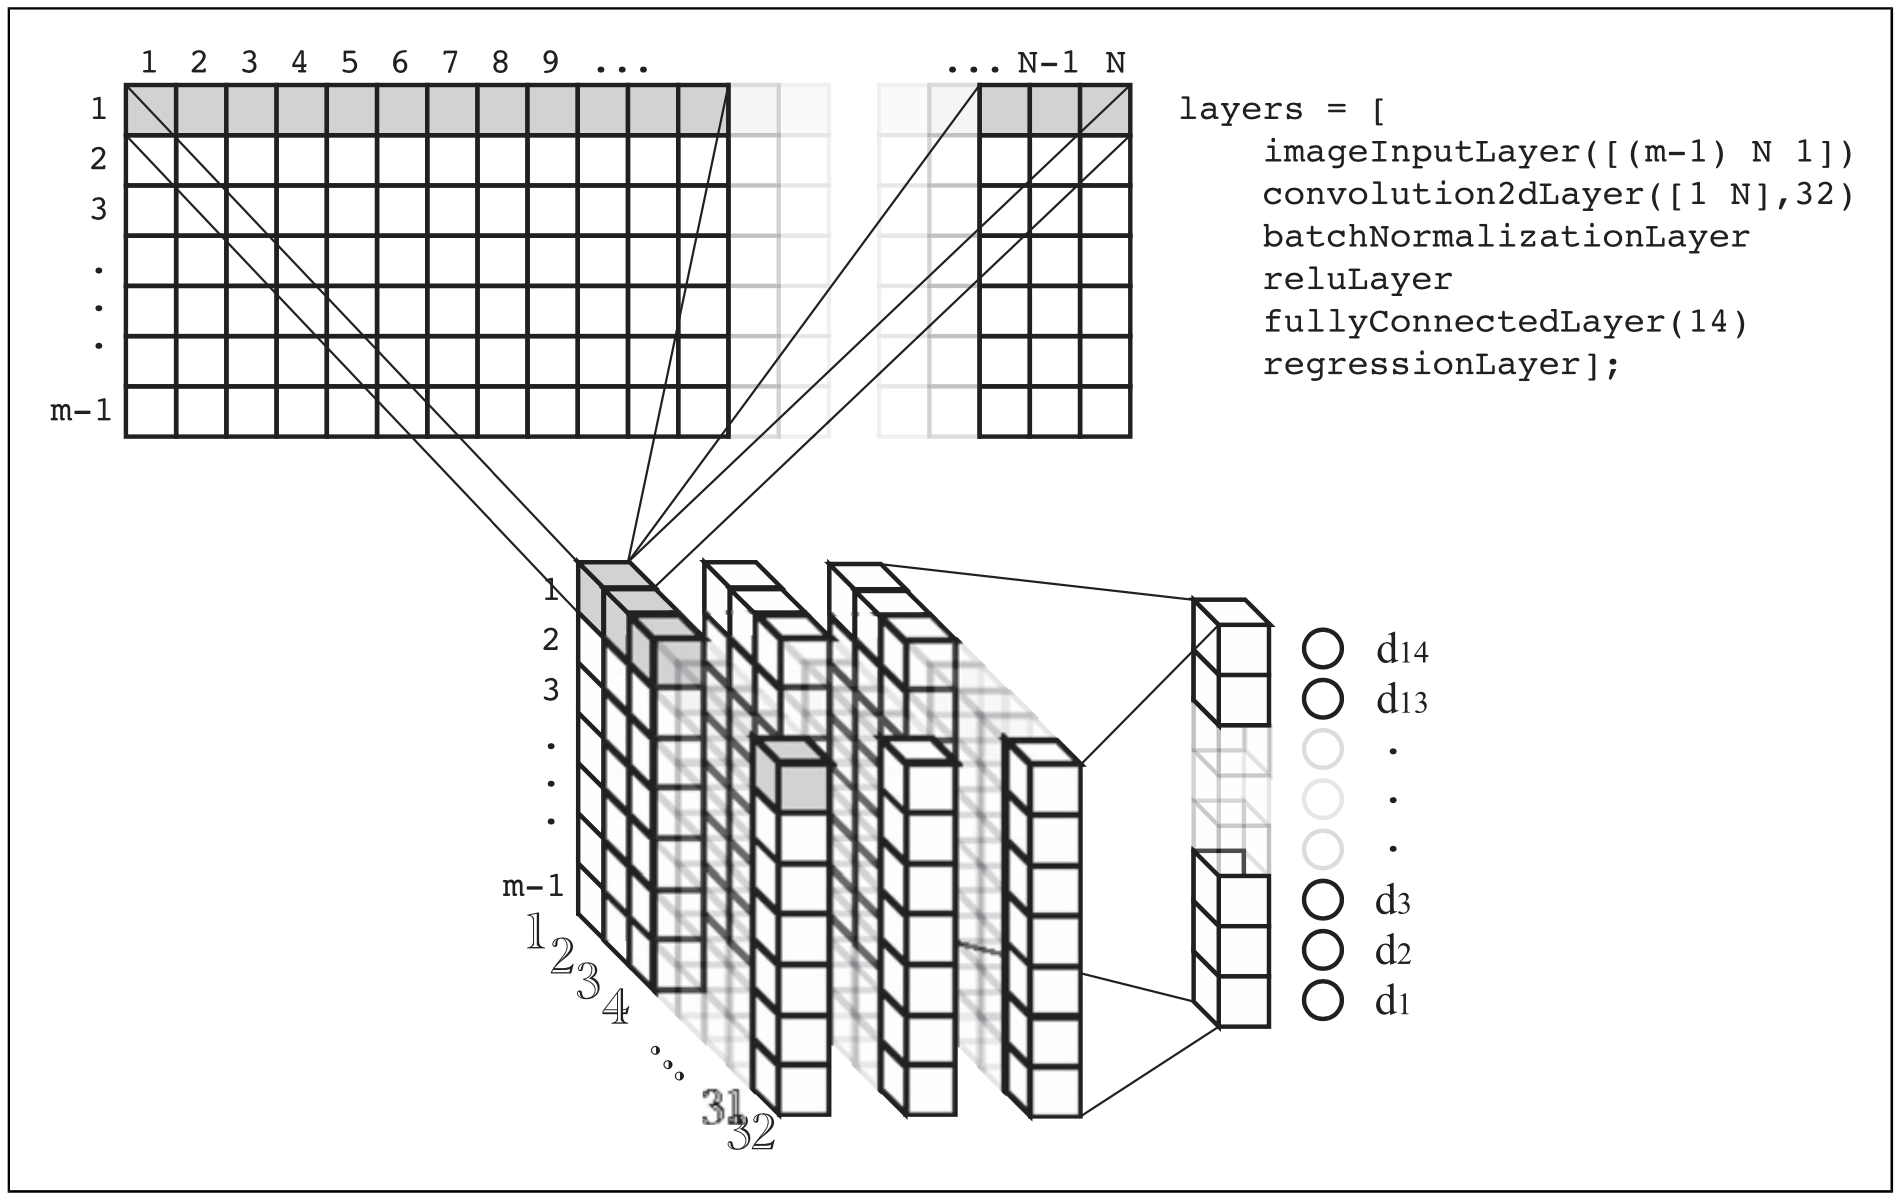 1 2 3 4 5 6 7 8 9 ... ... N-1 N
1
2
3
.
.
.
m-1
layers = [
imageInputLayer([(m-1) N 1])
convolution2dLayer([1 N],32)
batchNormalizationLayer
reluLayer
fullyConnectedLayer(14)
regressionLayer];
1
2
3
.
.
.
m-1
1
2
3
4
...
31
32
d14
d13
.
.
.
d3
d2
d1